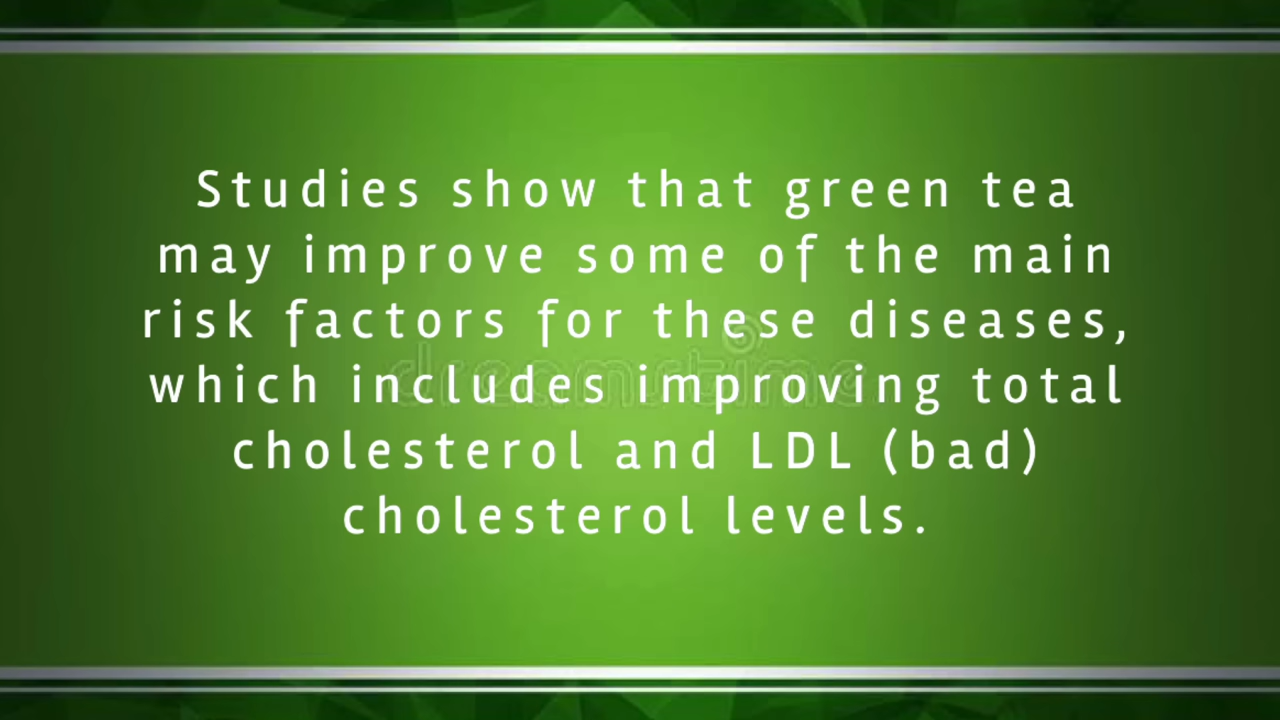 Studies show that green tea
may improve some of the main
risk factors for these diseases,
which includes improving total
cholesterol and LDL (bad)
cholesterol levels.
dreamstime